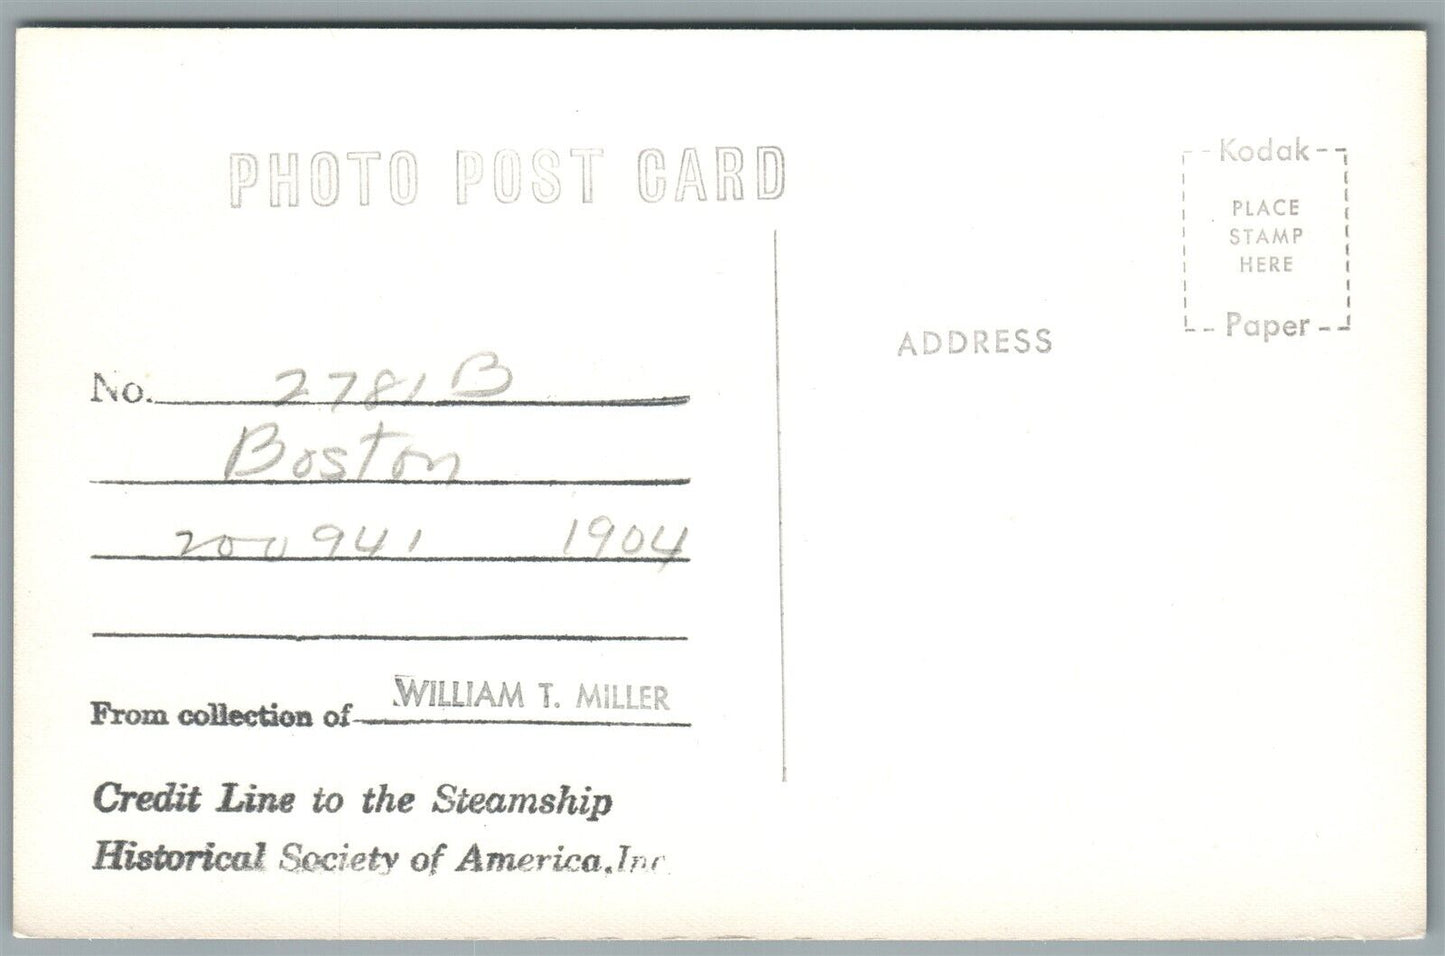 PHOTO POST CARD
Kodak
PLACE
STAMP
HERE
Paper
ADDRESS
No. 2781 B
Boston
200941 1904
From collection of WILLIAM T. MILLER
Credit Line to the Steamship
Historical Society of America, Inc.